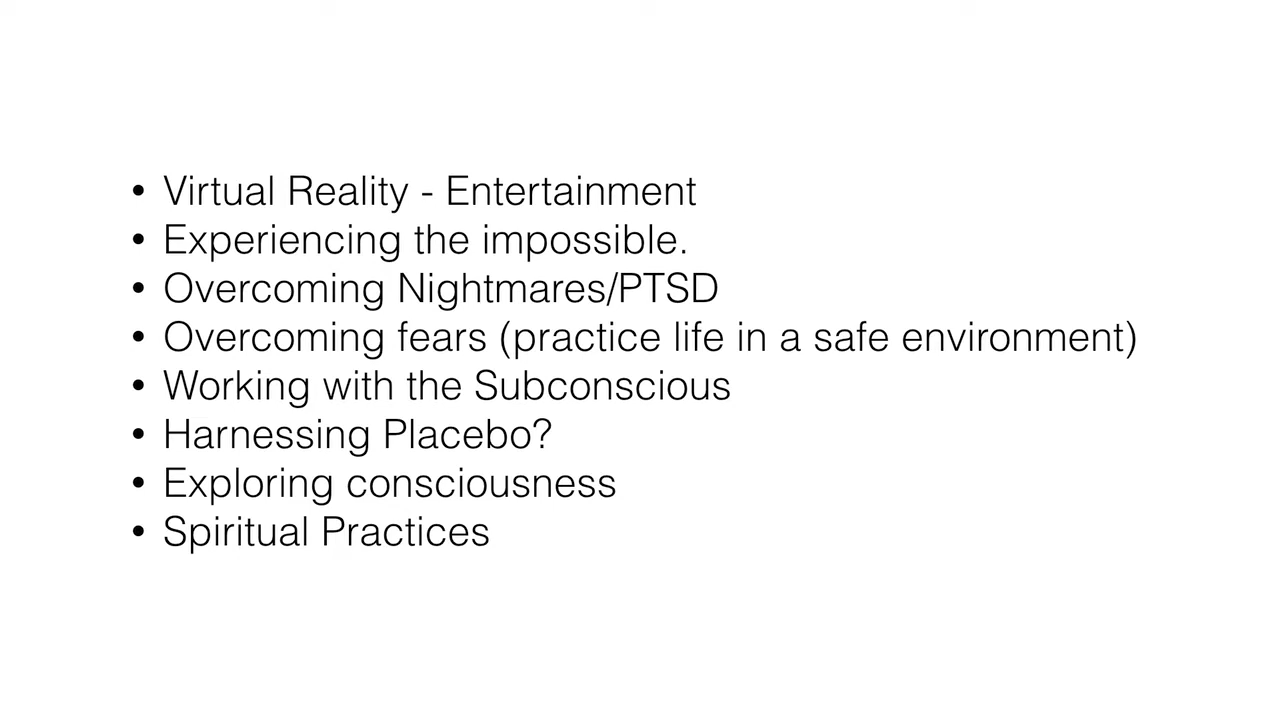 • Virtual Reality - Entertainment
• Experiencing the impossible.
• Overcoming Nightmares/PTSD
• Overcoming fears (practice life in a safe environment)
• Working with the Subconscious
• Harnessing Placebo?
• Exploring consciousness
• Spiritual Practices